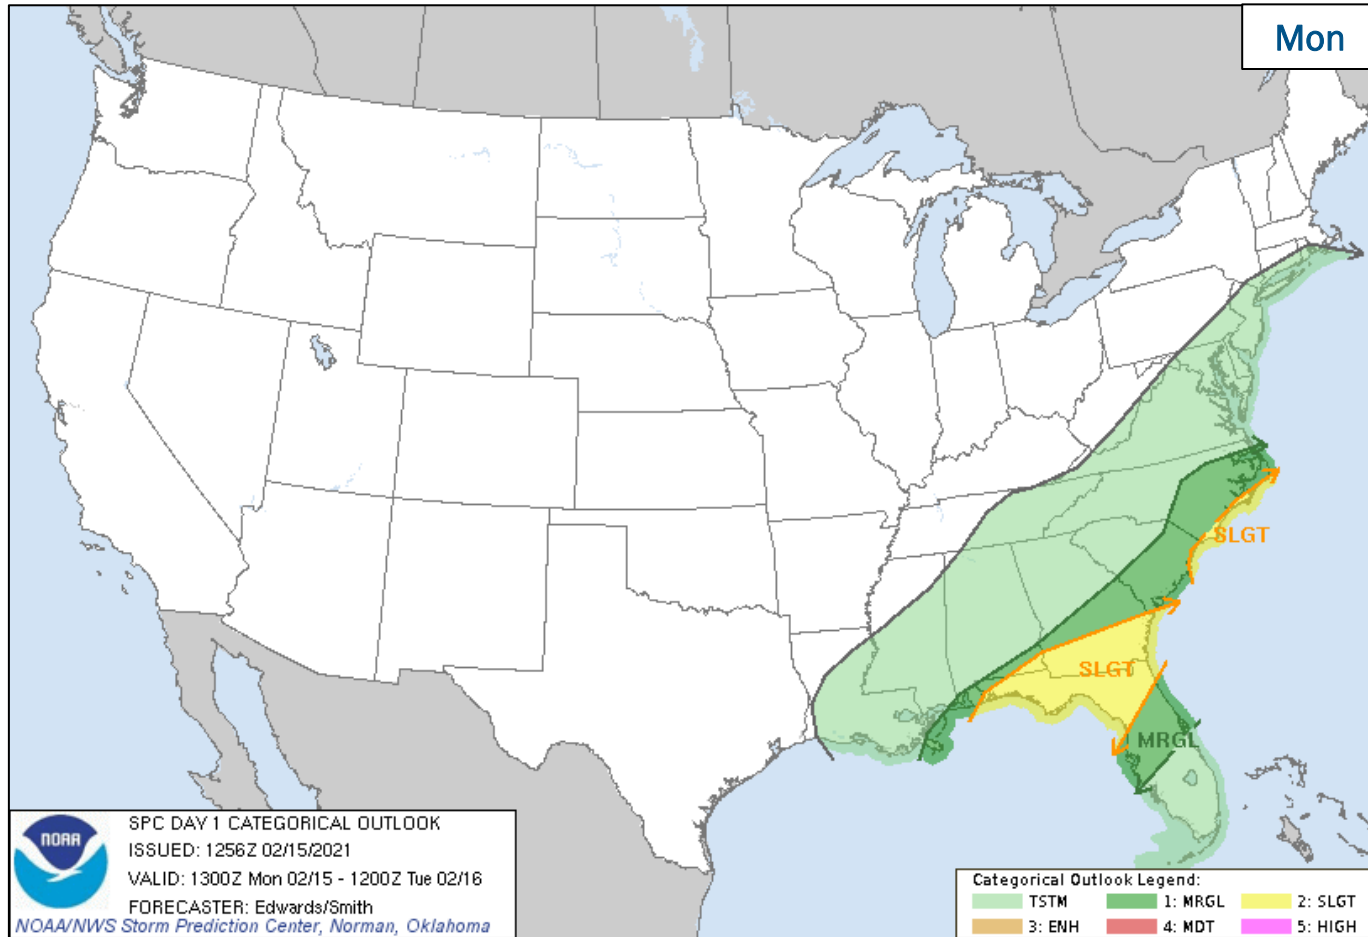 Mon
SLGT
SLGT
MRGL
NOAA
SPC DAY 1 CATEGORICAL OUTLOOK
ISSUED: 1256Z 02/15/2021
VALID: 1300Z Mon 02/15 - 1200Z Tue 02/16
FORECASTER: Edwards/Smith
NOAA/NWS Storm Prediction Center, Norman, Oklahoma
Categorical Outlook Legend:
TSTM 1: MRGL 2: SLGT
3: ENH 4: MDT 5: HIGH